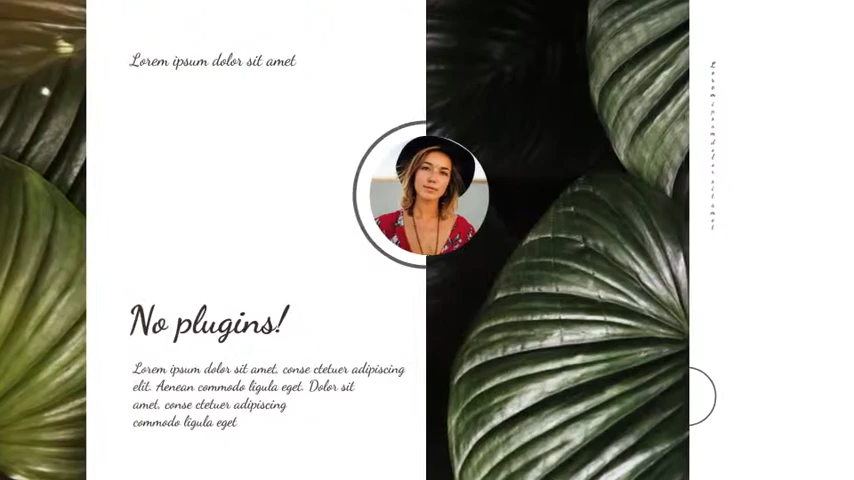 Lorem ipsum dolor sit amet
No plugins!
Lorem ipsum dolor sit amet, conse ctetuer adipiscing
elit. Aenean commodo ligula eget. Dolor sit
amet, conse ctetuer adipiscing
commodo ligula eget